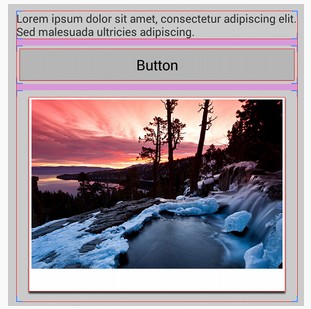 Lorem ipsum dolor sit amet, consectetur adipiscing elit.
Sed malesuada ultricies adipiscing.
Button